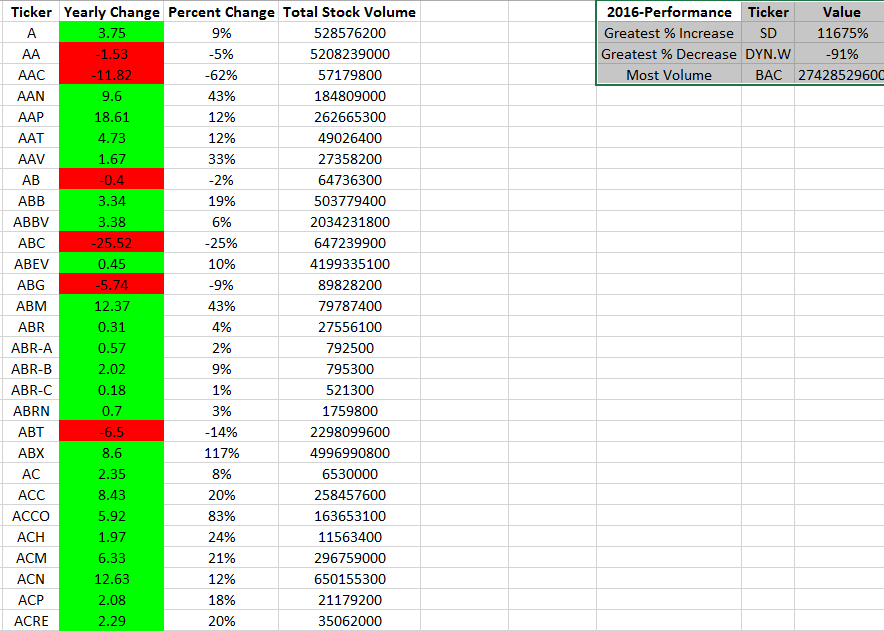 Ticker Yearly Change Percent Change Total Stock Volume 2016-Performance Ticker Value
A 3.75 9% 528576200 Greatest % Increase SD 11675%
AA -1.53 -5% 5208239000 Greatest % Decrease DYN.W -91%
AAC -11.82 -62% 57179800 Most Volume BAC 27428529600
AAN 9.6 43% 184809000
AAP 18.61 12% 262665300
AAT 4.73 12% 49026400
AAV 1.67 33% 27358200
AB -0.4 -2% 64736300
ABB 3.34 19% 503779400
ABBV 3.38 6% 2034231800
ABC -25.52 -25% 647239900
ABEV 0.45 10% 4199335100
ABG -5.74 -9% 89828200
ABM 12.37 43% 79787400
ABR 0.31 4% 27556100
ABR-A 0.57 2% 792500
ABR-B 2.02 9% 795300
ABR-C 0.18 1% 521300
ABRN 0.7 3% 1759800
ABT -6.5 -14% 2298099600
ABX 8.6 117% 4996990800
AC 2.35 8% 6530000
ACC 8.43 20% 258457600
ACCO 5.92 83% 163653100
ACH 1.97 24% 11563400
ACM 6.33 21% 296759000
ACN 12.63 12% 650155300
ACP 2.08 18% 21179200
ACRE 2.29 20% 35062000